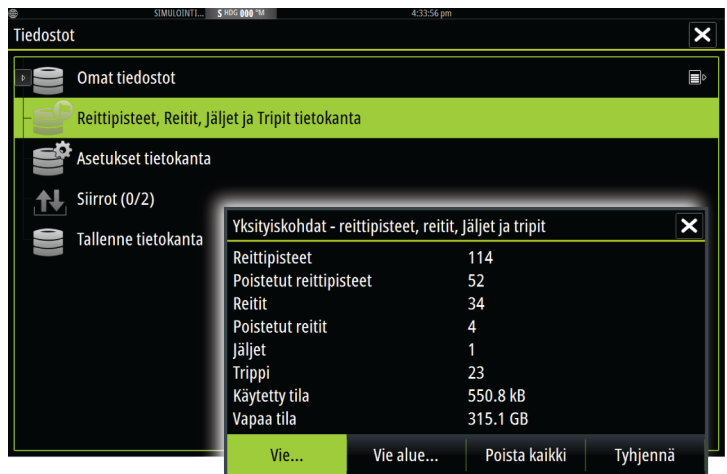 SIMULOINTI... S HDG 000 °M 4:33:56 pm
Tiedostot
Omat tiedostot
Reittipisteet, Reitit, Jäljet ja Tripit tietokanta
Asetukset tietokanta
Siirrot (0/2)
Tallenne tietokanta
Yksityiskohdat - reittipisteet, reitit, Jäljet ja tripit
Reittipisteet 114
Poistetut reittipisteet 52
Reitit 34
Poistetut reitit 4
Jäljet 1
Trippi 23
Käytetty tila 550.8 kB
Vapaa tila 315.1 GB
Vie... Vie alue... Poista kaikki Tyhjennä